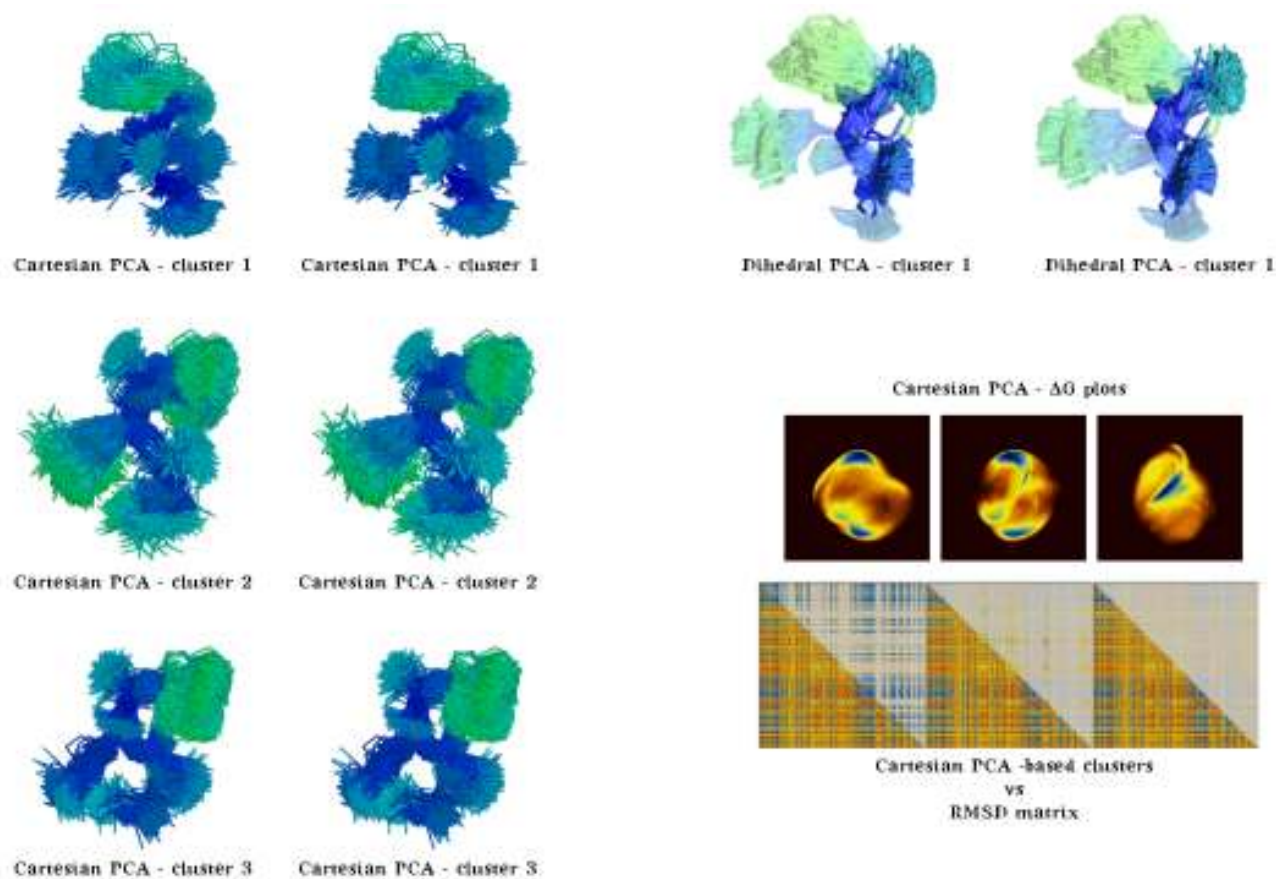 Cartesian PCA - cluster 1
Cartesian PCA - cluster 1
Dihedral PCA - cluster 1
Dihedral PCA - cluster 1
Cartesian PCA - cluster 2
Cartesian PCA - cluster 2
Cartesian PCA - ΔG plots
Cartesian PCA -based clusters
vs
RMSD matrix
Cartesian PCA - cluster 3
Cartesian PCA - cluster 3